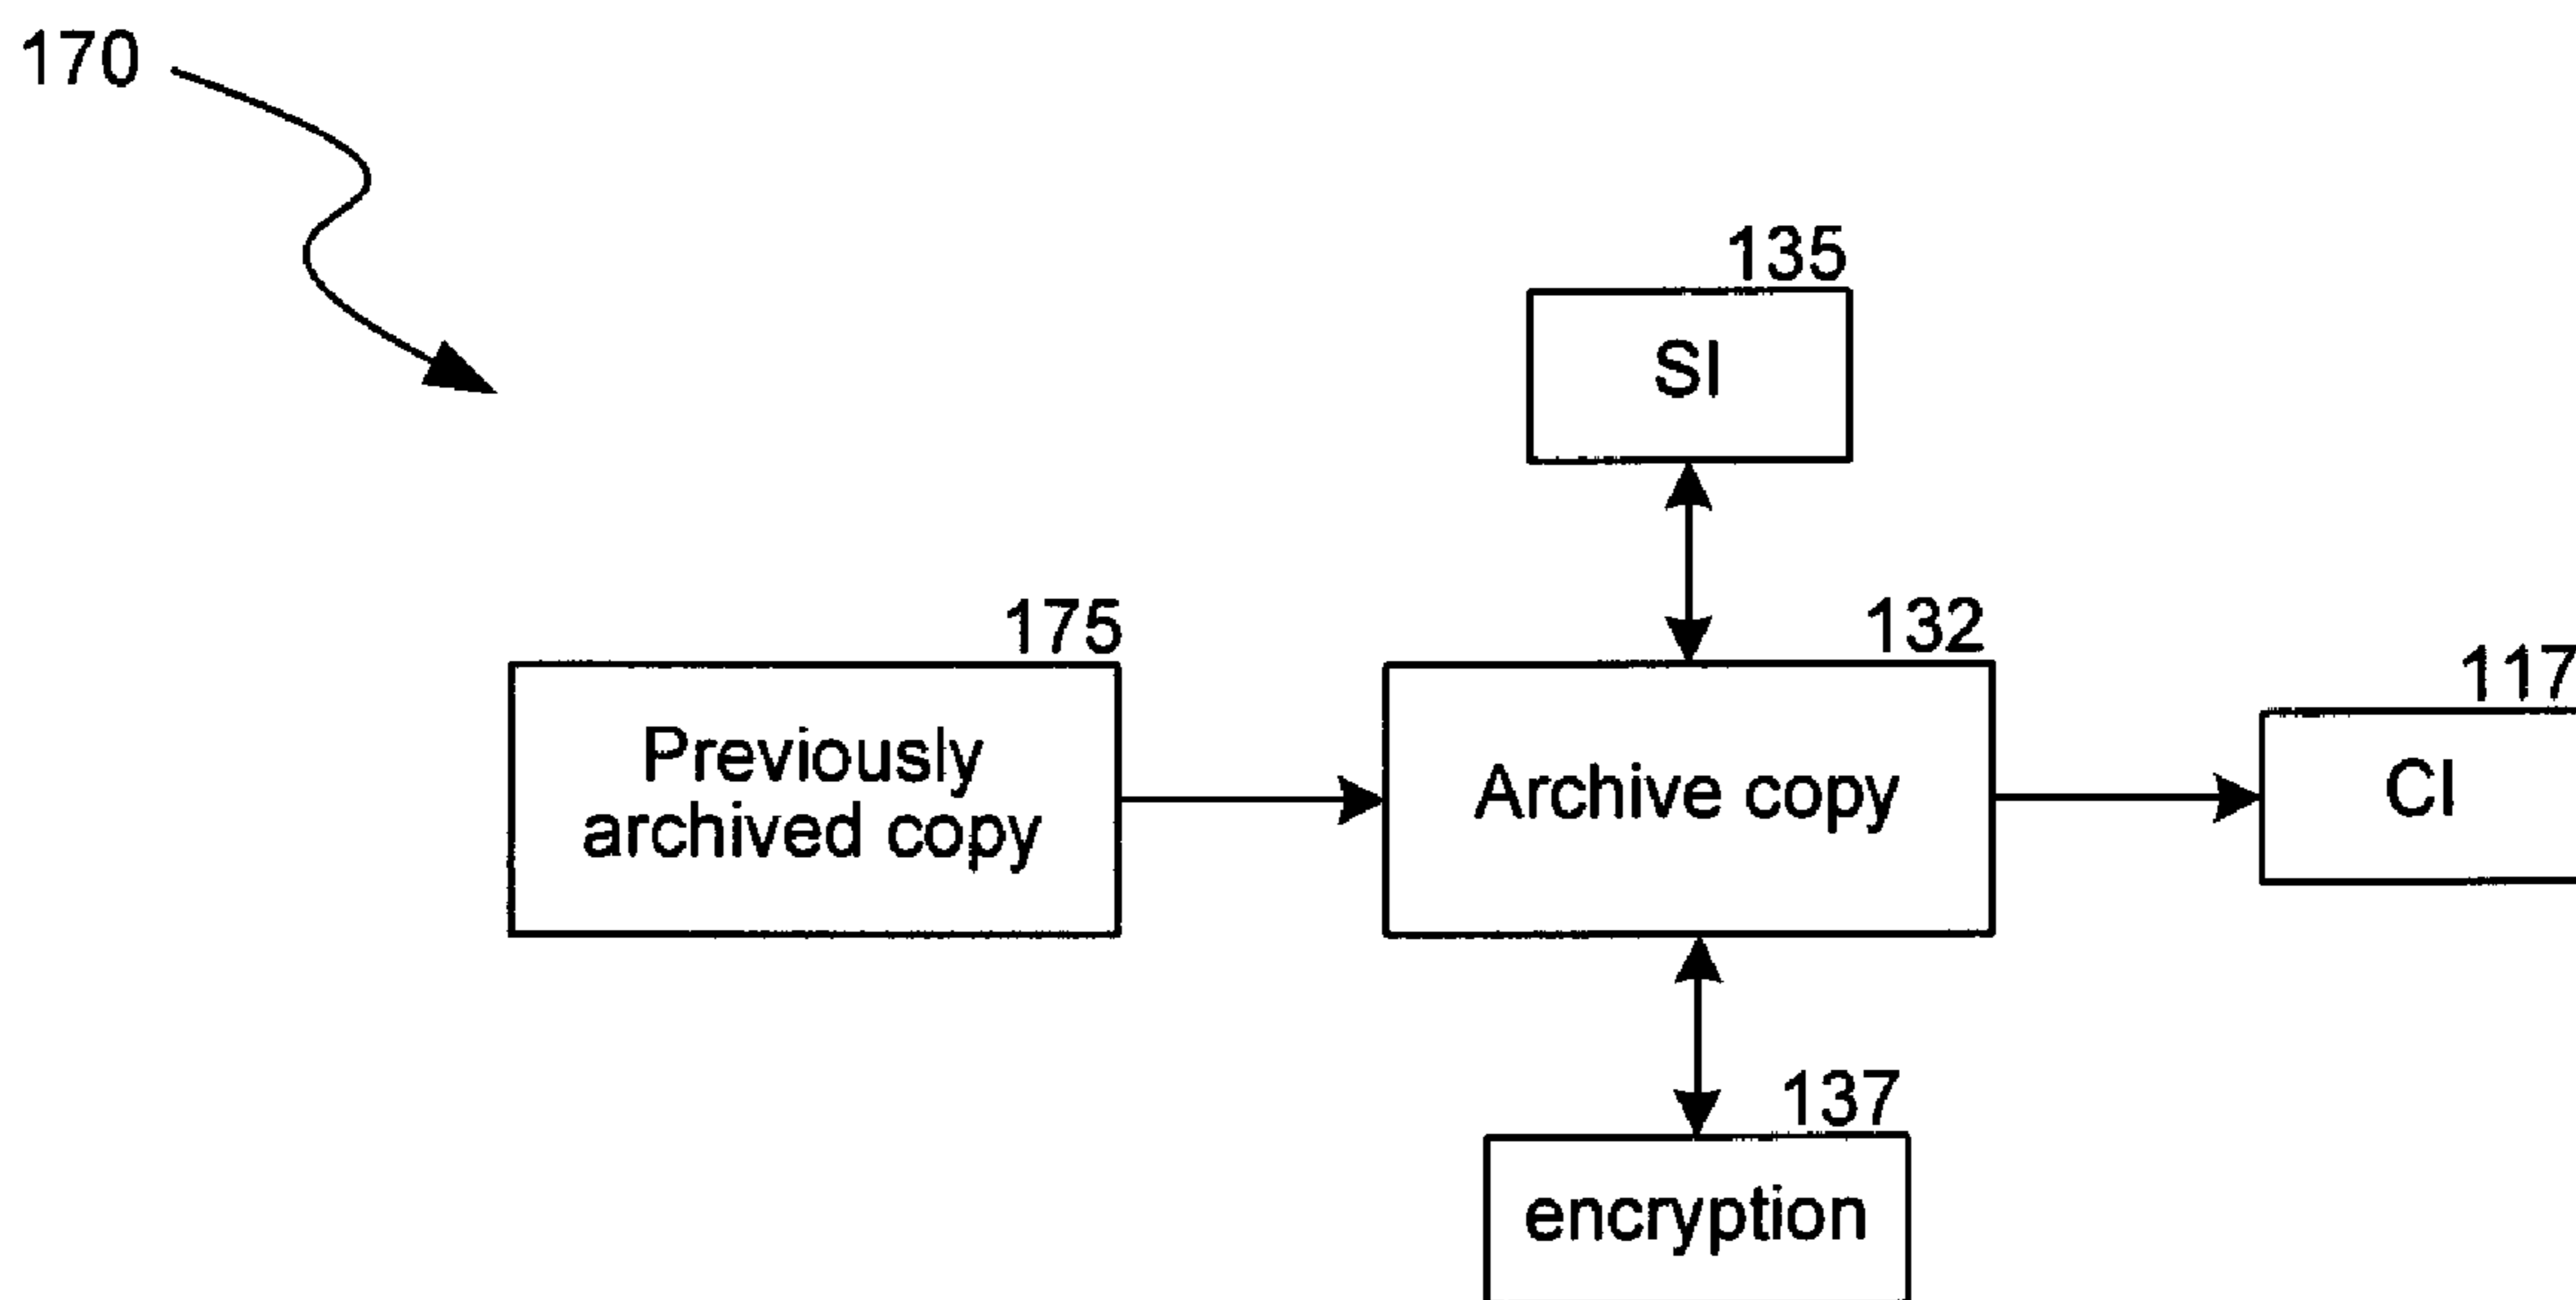 170
135
SI
175
132
117
Previously
archived copy
Archive copy
CI
137
encryption